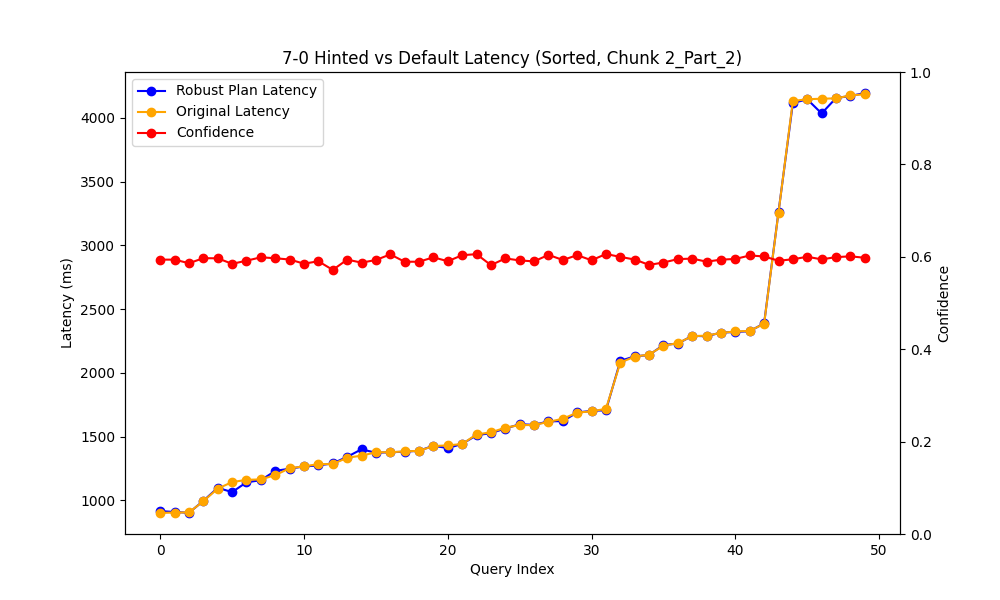 7-0 Hinted vs Default Latency (Sorted, Chunk 2_Part_2)
Robust Plan Latency
Original Latency
Confidence
Latency (ms)
4000
3500
3000
2500
2000
1500
1000
1.0
0.8
0.6
0.4
0.2
0.0
Confidence
0 10 20 30 40 50
Query Index